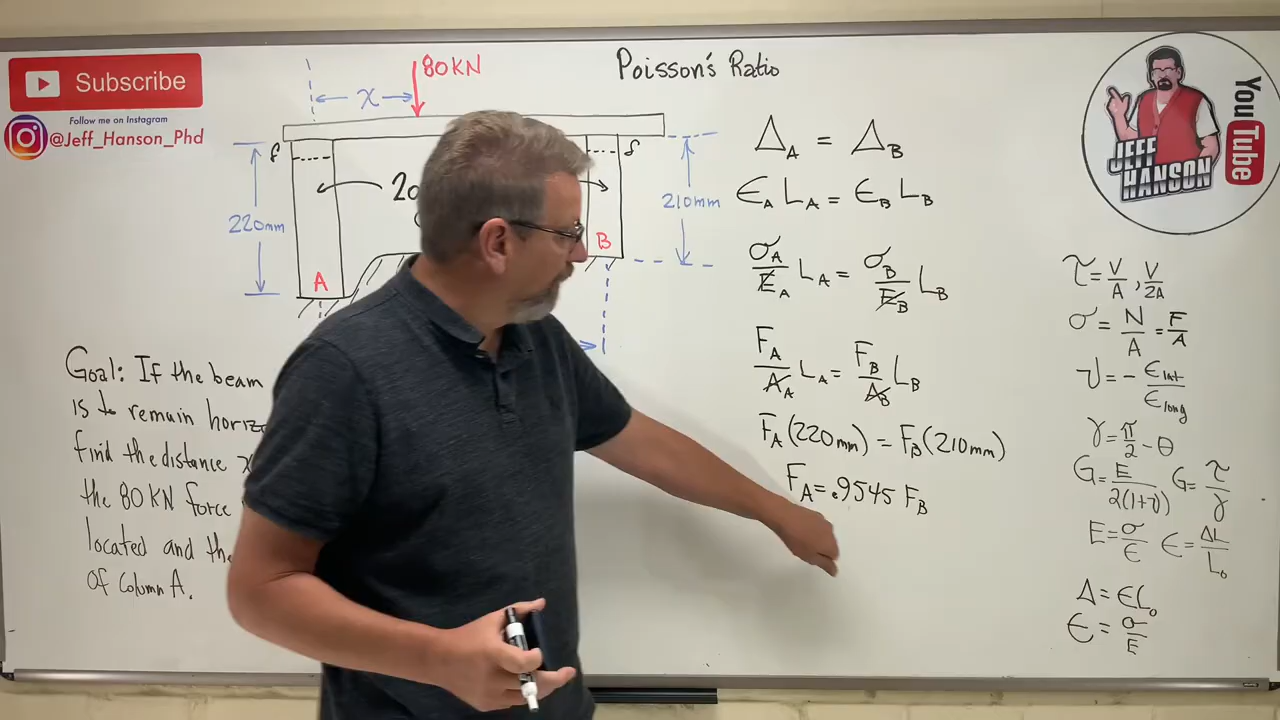 Subscribe
Follow me on Instagram
@Jeff_Hanson_Phd
80KN
Poisson's Ratio
x
δ
δ
220mm
210mm
A
B
Goal: If the beam
is to remain
find the distance x
the 80 KN force
located and the
of Column A.
Δ_A = Δ_B
ϵ_A L_A = ϵ_B L_B
σ_A/E_A L_A = σ_B/E_B L_B
F_A/A_A L_A = F_B/A_B L_B
F_A(220mm) = F_B(210mm)
F_A = .9545 F_B
JEFF HANSON
YouTube
τ = V/A , V/2A
σ = N/A = F/A
ν = - ϵ_lat/ϵ_long
γ = π/2 - θ
G = E/2(1+ν) G = τ/γ
E = σ/ϵ ϵ = ΔL/L_o
Δ = ϵL_o
ϵ = σ/E